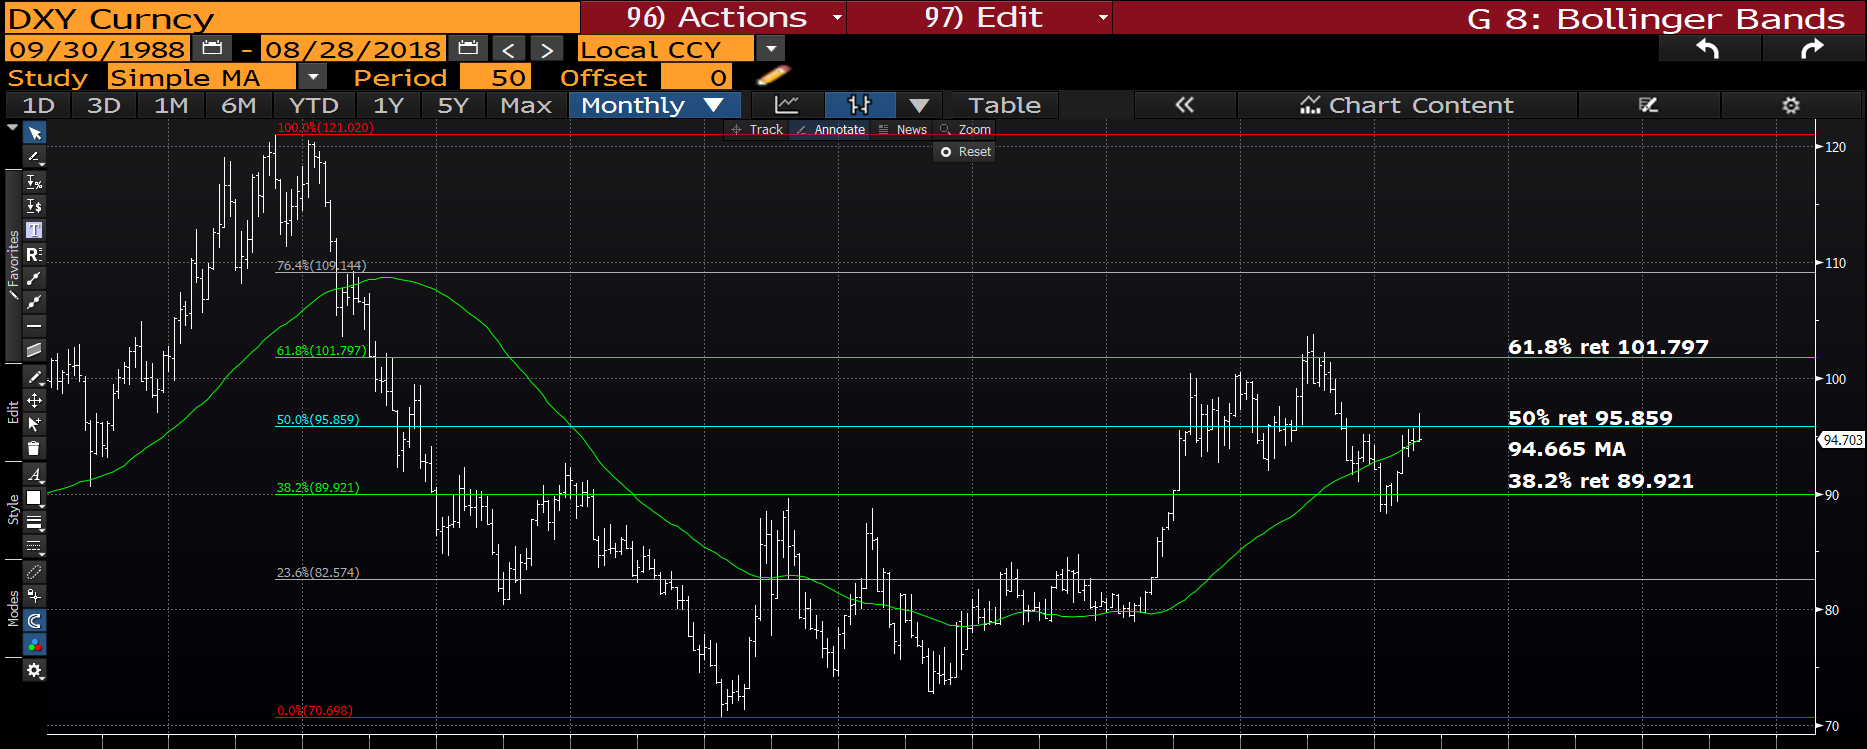 DXY Curncy 96) Actions 97) Edit G 8: Bollinger Bands
09/30/1988 - 08/28/2018 < > Local CCY
Study Simple MA Period 50 Offset 0
1D 3D 1M 6M YTD 1Y 5Y Max Monthly ▼ Table « Chart Content
Track Annotate News Zoom
Reset
100.0%(121.020)
76.4%(109.144)
61.8%(101.797)
50.0%(95.859)
38.2%(89.921)
23.6%(82.574)
0.0%(70.698)
61.8% ret 101.797
50% ret 95.859
94.665 MA
38.2% ret 89.921
120
110
100
94.703
90
80
70
Favorites
Edit
Style
Modes
%
$
T
R
A